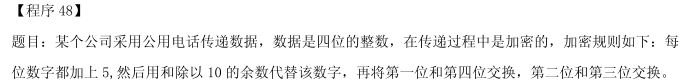 【程序 48】
题目：某个公司采用公用电话传递数据，数据是四位的整数，在传递过程中是加密的，加密规则如下：每
位数字都加上 5,然后用和除以 10 的余数代替该数字，再将第一位和第四位交换，第二位和第三位交换。